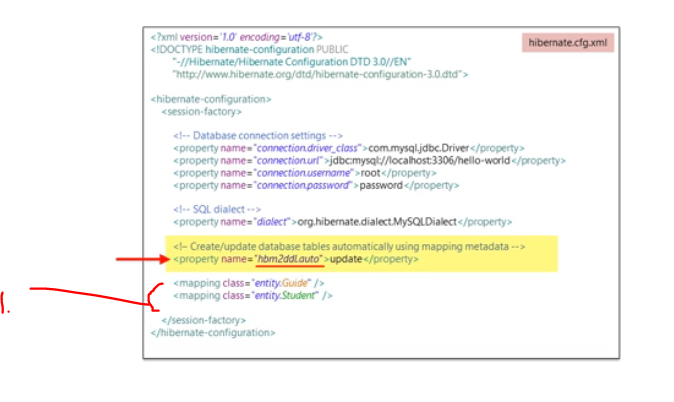 <?xml version='1.0' encoding='utf-8'?>
hibernate.cfg.xml
<!DOCTYPE hibernate-configuration PUBLIC
"-//Hibernate/Hibernate Configuration DTD 3.0//EN"
"http://www.hibernate.org/dtd/hibernate-configuration-3.0.dtd">
<hibernate-configuration>
<session-factory>
<!-- Database connection settings -->
<property name="connection.driver_class">com.mysql.jdbc.Driver</property>
<property name="connection.url">jdbc:mysql://localhost:3306/hello-world</property>
<property name="connection.username">root</property>
<property name="connection.password">password</property>
<!-- SQL dialect -->
<property name="dialect">org.hibernate.dialect.MySQLDialect</property>
<!-- Create/update database tables automatically using mapping metadata -->
<property name="hbm2ddl.auto">update</property>
1.
<mapping class="entity.Guide" />
<mapping class="entity.Student" />
</session-factory>
</hibernate-configuration>